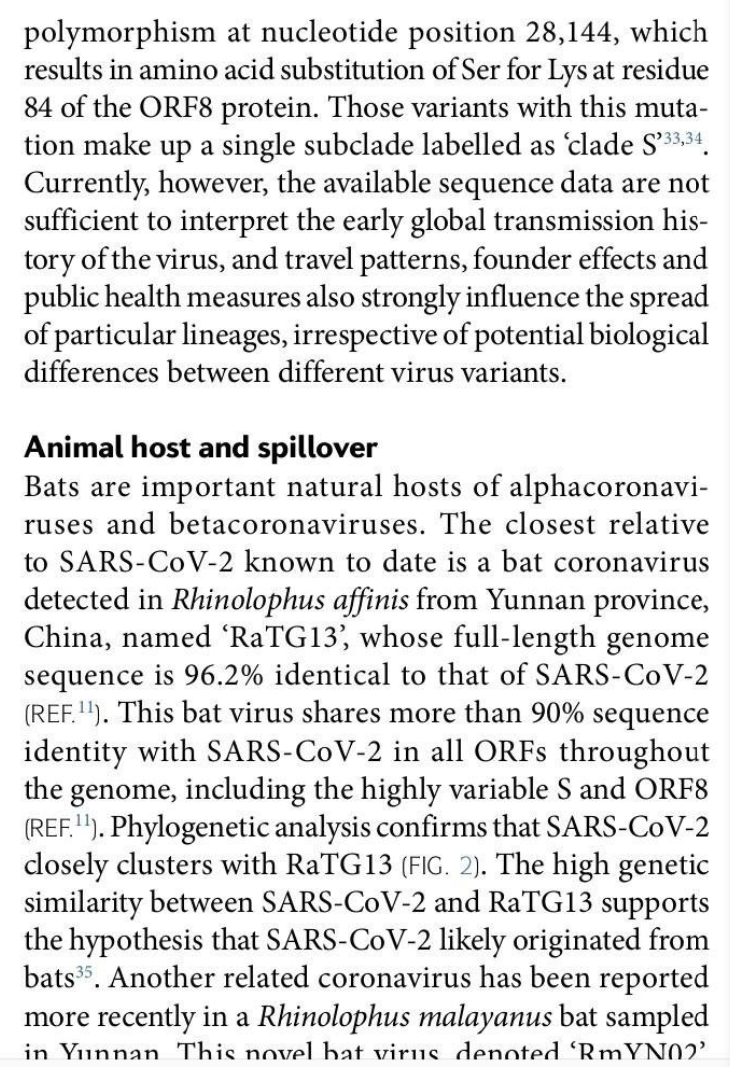 polymorphism at nucleotide position 28,144, which
results in amino acid substitution of Ser for Lys at residue
84 of the ORF8 protein. Those variants with this muta-
tion make up a single subclade labelled as ‘clade S’33,34.
Currently, however, the available sequence data are not
sufficient to interpret the early global transmission his-
tory of the virus, and travel patterns, founder effects and
public health measures also strongly influence the spread
of particular lineages, irrespective of potential biological
differences between different virus variants.
Animal host and spillover
Bats are important natural hosts of alphacoronavi-
ruses and betacoronaviruses. The closest relative
to SARS-CoV-2 known to date is a bat coronavirus
detected in Rhinolophus affinis from Yunnan province,
China, named ‘RaTG13’, whose full-length genome
sequence is 96.2% identical to that of SARS-CoV-2
(REF.11). This bat virus shares more than 90% sequence
identity with SARS-CoV-2 in all ORFs throughout
the genome, including the highly variable S and ORF8
(REF.11). Phylogenetic analysis confirms that SARS-CoV-2
closely clusters with RaTG13 (FIG. 2). The high genetic
similarity between SARS-CoV-2 and RaTG13 supports
the hypothesis that SARS-CoV-2 likely originated from
bats35. Another related coronavirus has been reported
more recently in a Rhinolophus malayanus bat sampled
in Yunnan. This novel bat virus, denoted ‘RmYN02’,